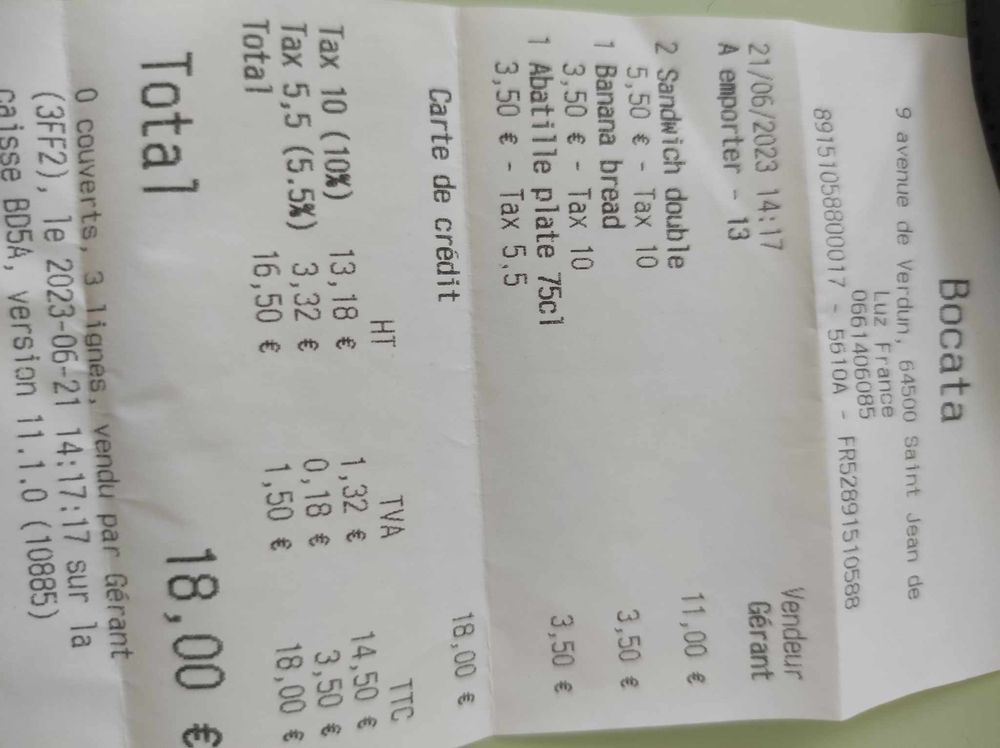 Bocata
9 avenue de Verdun, 64500 Saint Jean de
Luz France
0661406085
89151058800017 - 5610A - FR52891510588
21/06/2023 14:17 Vendeur
A emporter - 13 Gérant
2 Sandwich double 11,00 €
5,50 € - Tax 10
1 Banana bread 3,50 €
3,50 € - Tax 10
1 Abatille plate 75cl 3,50 €
3,50 € - Tax 5,5
Carte de crédit 18,00 €
HT TVA TTC
Tax 10 (10%) 13,18 € 1,32 € 14,50 €
Tax 5,5 (5.5%) 3,32 € 0,18 € 3,50 €
Total 16,50 € 1,50 € 18,00 €
Total 18,00 €
0 couverts, 3 lignes, vendu par Gérant
(3FF2), le 2023-06-21 14:17:17 sur la
caisse BD5A, version 11.1.0 (10885)